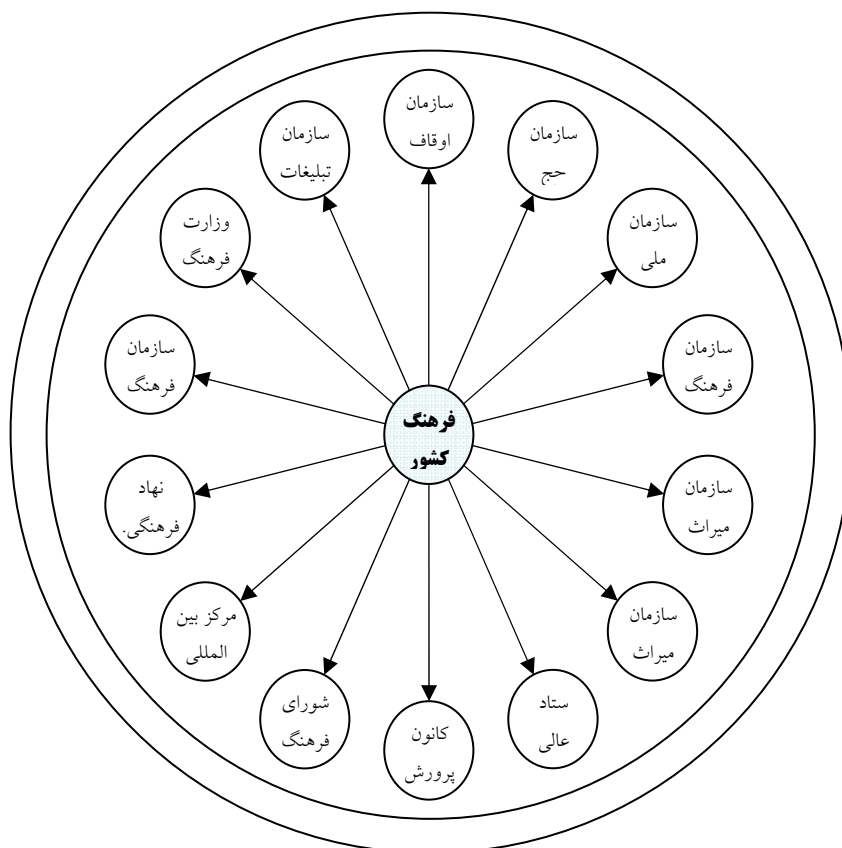 سازمان
اوقاف
سازمان
حج
سازمان
ملی
سازمان
فرهنگ
سازمان
میراث
سازمان
میراث
ستاد
عالی
کانون
پرورش
شورای
فرهنگ
مرکز بین
المللی
نهاد
فرهنگی.
سازمان
فرهنگ
وزارت
فرهنگ
سازمان
تبلیغات
فرهنگ
کشور